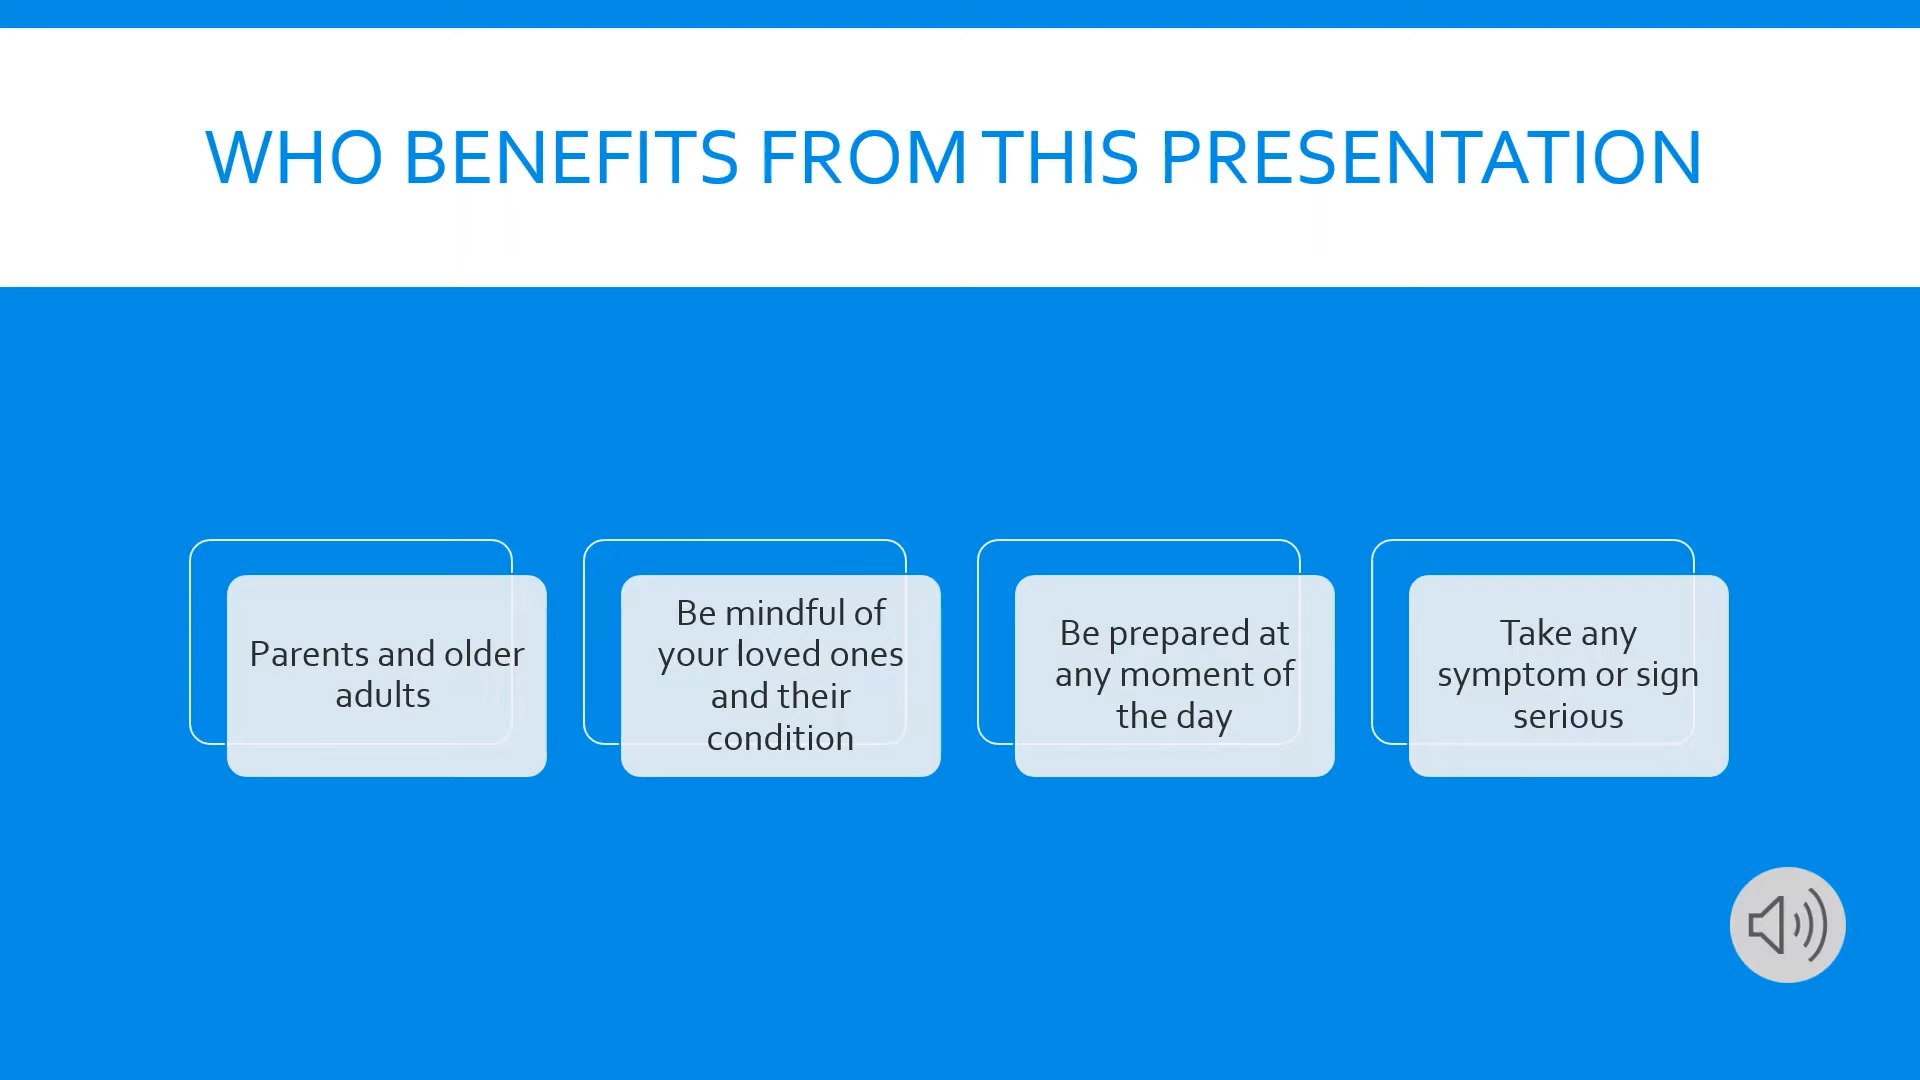 WHO BENEFITS FROM THIS PRESENTATION
Parents and older
adults
Be mindful of
your loved ones
and their
condition
Be prepared at
any moment of
the day
Take any
symptom or sign
serious